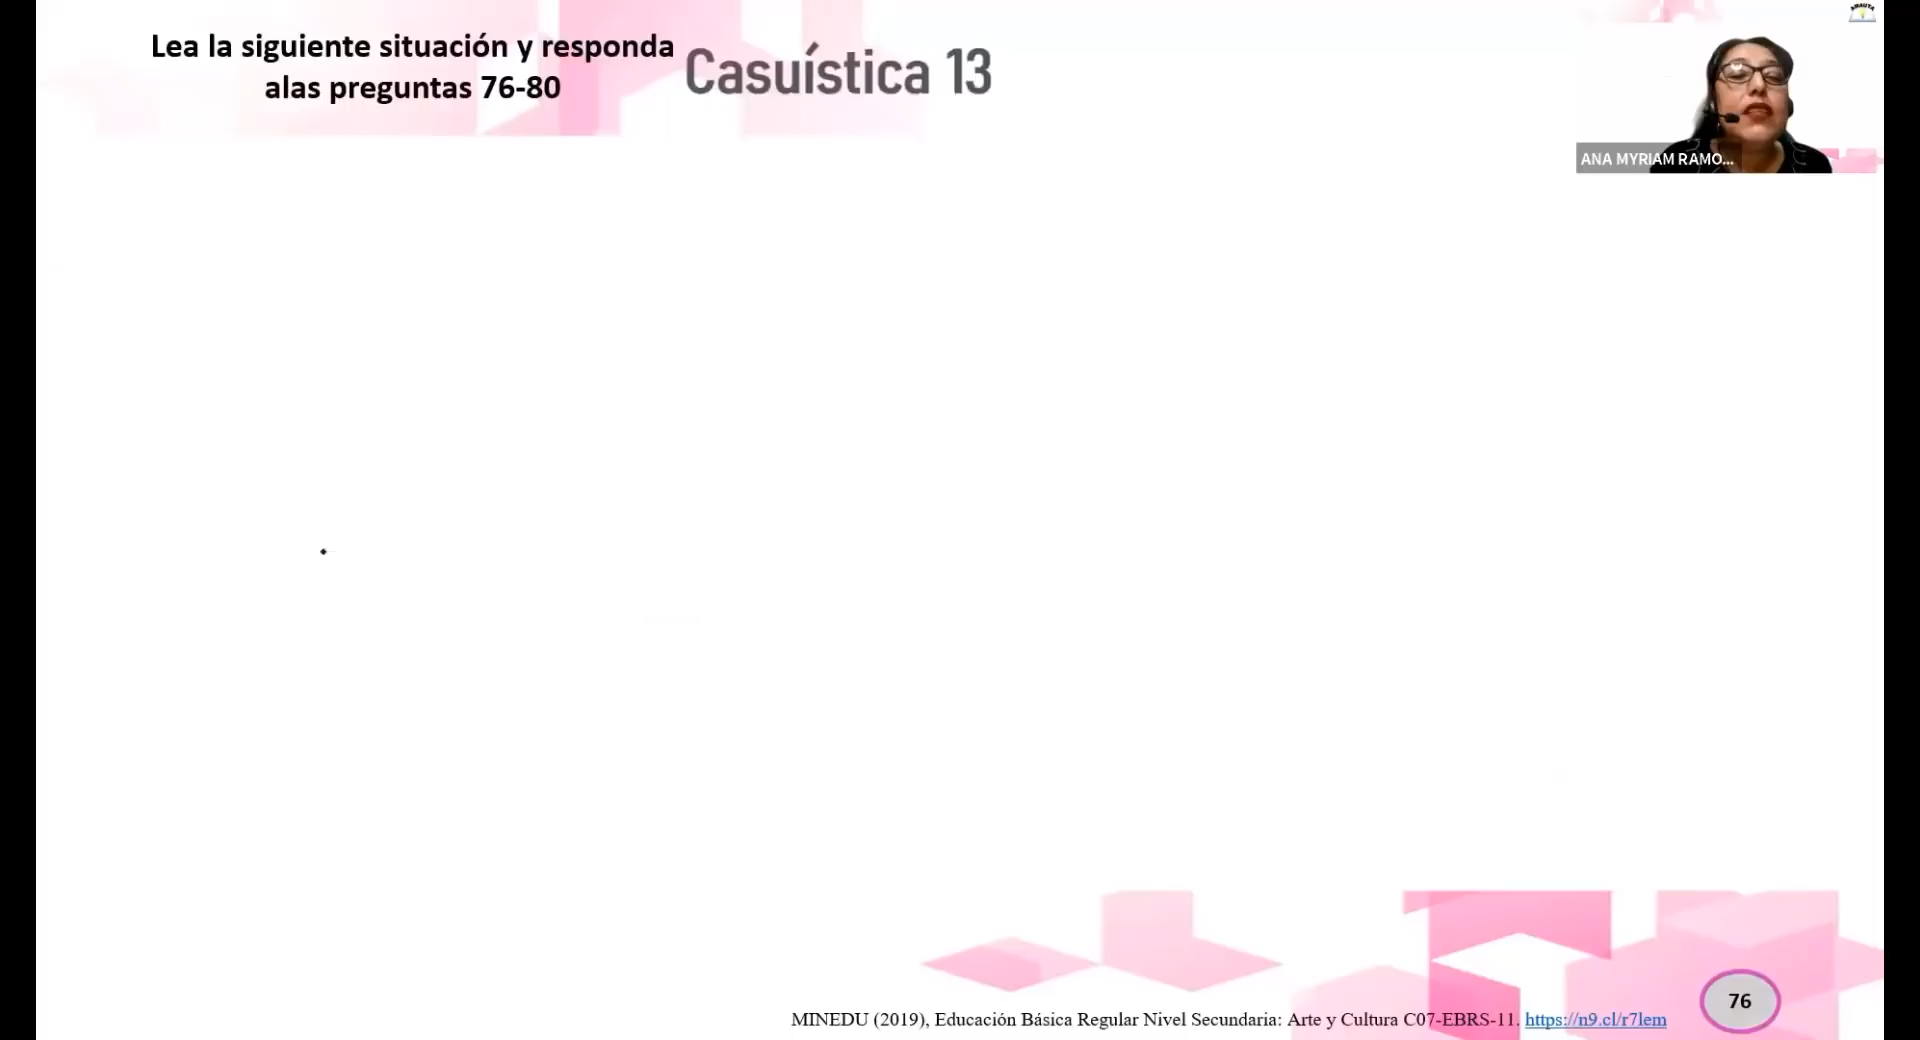 Lea la siguiente situación y responda
alas preguntas 76-80
Casuística 13
AMAUTA
ANA MYRIAM RAMO...
MINEDU (2019), Educación Básica Regular Nivel Secundaria: Arte y Cultura C07-EBRS-11. https://n9.cl/r7lem
76